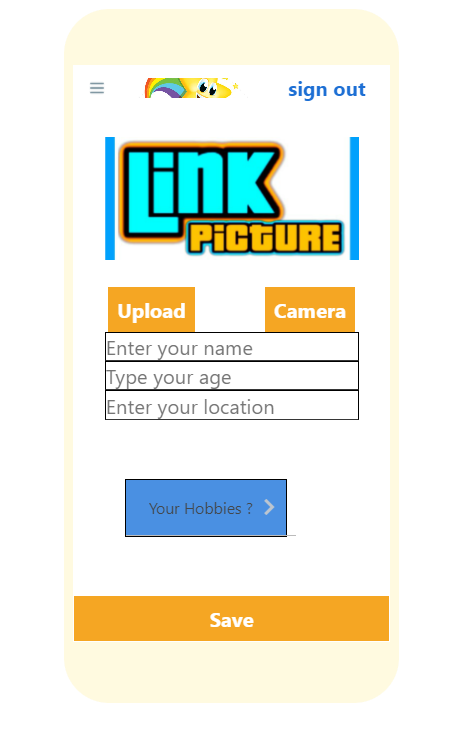 sign out
Link
PiCTURE
Upload
Camera
Enter your name
Type your age
Enter your location
Your Hobbies ?
Save